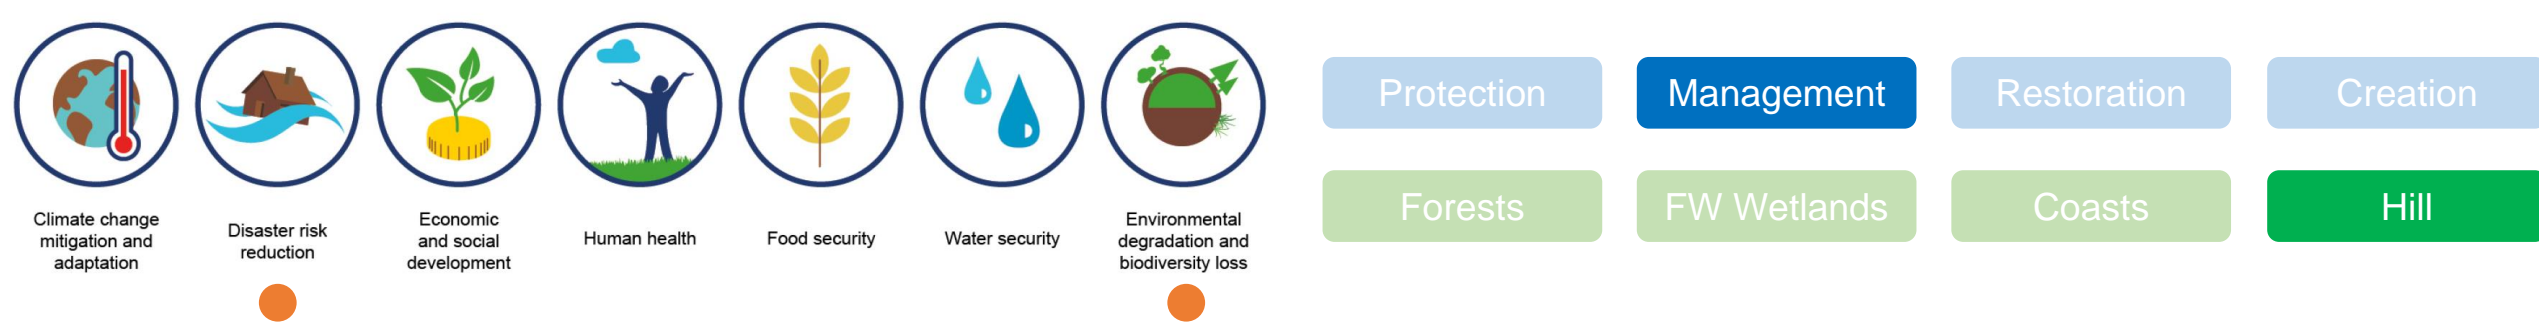 Climate change
mitigation and
adaptation
Disaster risk
reduction
Economic
and social
development
Human health
Food security
Water security
Environmental
degradation and
biodiversity loss
Protection
Management
Restoration
Creation
Forests
FW Wetlands
Coasts
Hill